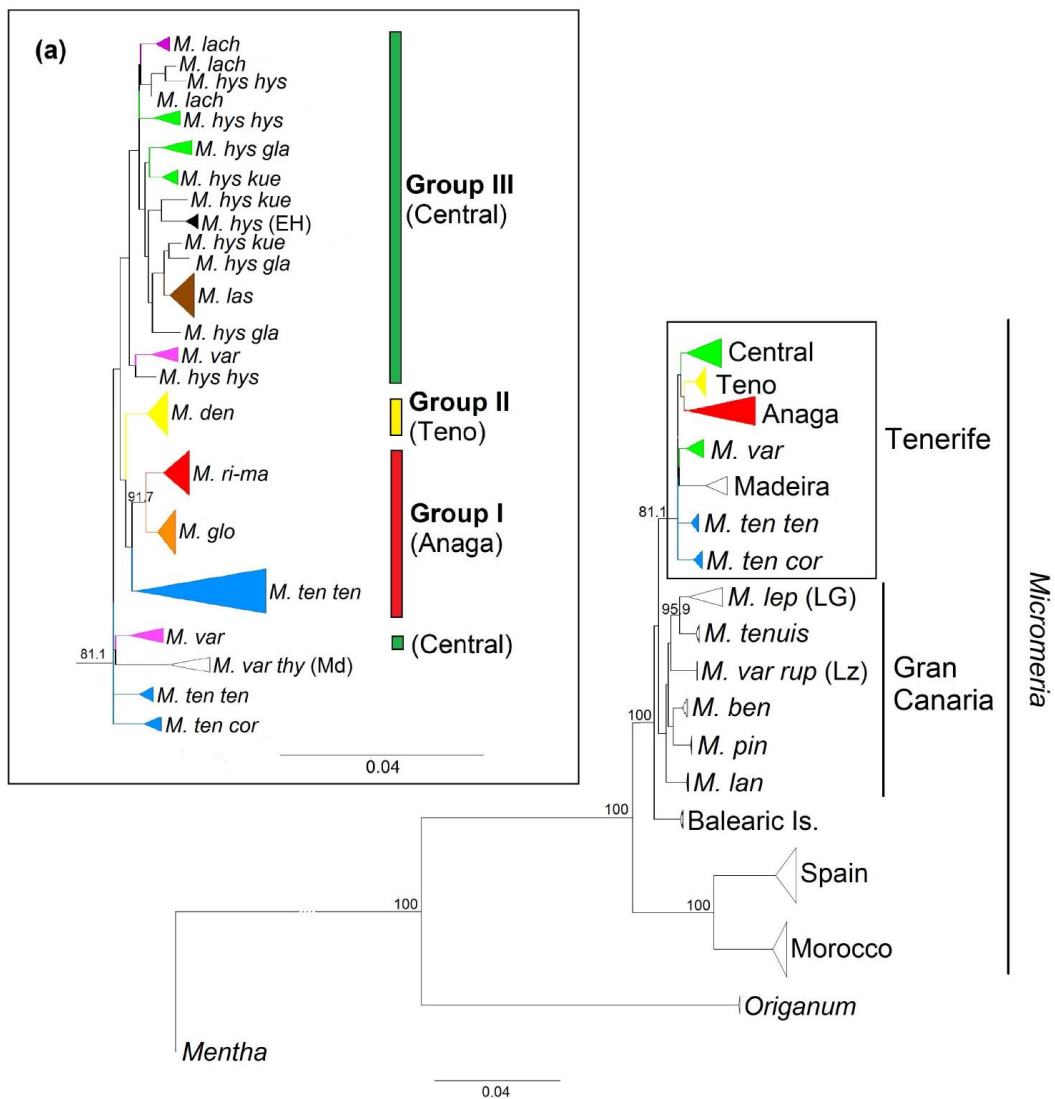 (a)
M. lach
M. lach
M. hys hys
M. lach
M. hys hys
M. hys gla
M. hys kue
M. hys kue
M. hys (EH)
M. hys kue
M. hys gla
M. las
M. hys gla
M. var
M. hys hys
M. den
M. ri-ma
91.7
M. glo
M. ten ten
M. var
81.1
M. var thy (Md)
M. ten ten
M. ten cor
0.04
Group III
(Central)
Group II
(Teno)
Group I
(Anaga)
(Central)
Central
Teno
Anaga
M. var
Madeira
81.1
M. ten ten
M. ten cor
Tenerife
M. lep (LG)
95.9
M. tenuis
M. var rup (Lz)
M. ben
100
M. pin
M. lan
Gran
Canaria
Balearic Is.
100
Spain
100
100
Morocco
Micromeria
Origanum
Mentha
0.04